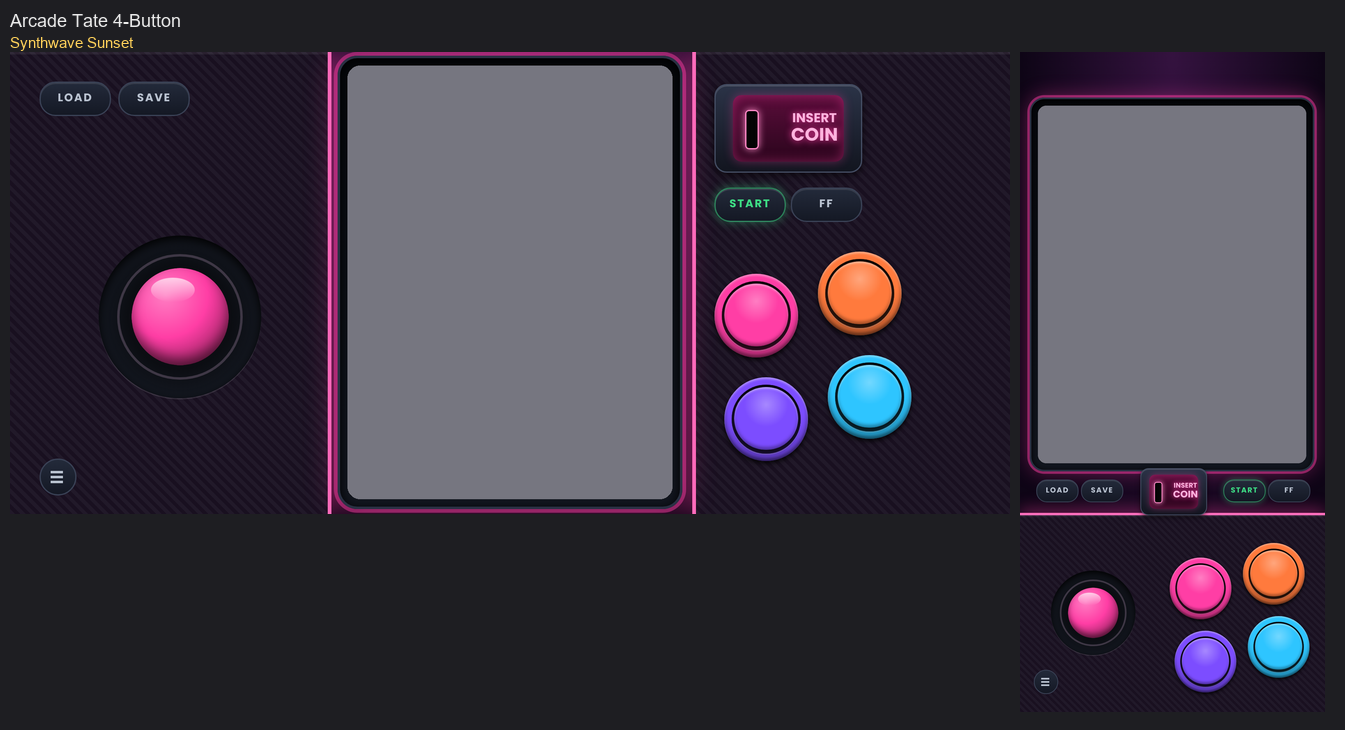 Arcade Tate 4-Button
Synthwave Sunset
LOAD
SAVE
INSERT
COIN
START
FF
LOAD
SAVE
INSERT
COIN
START
FF